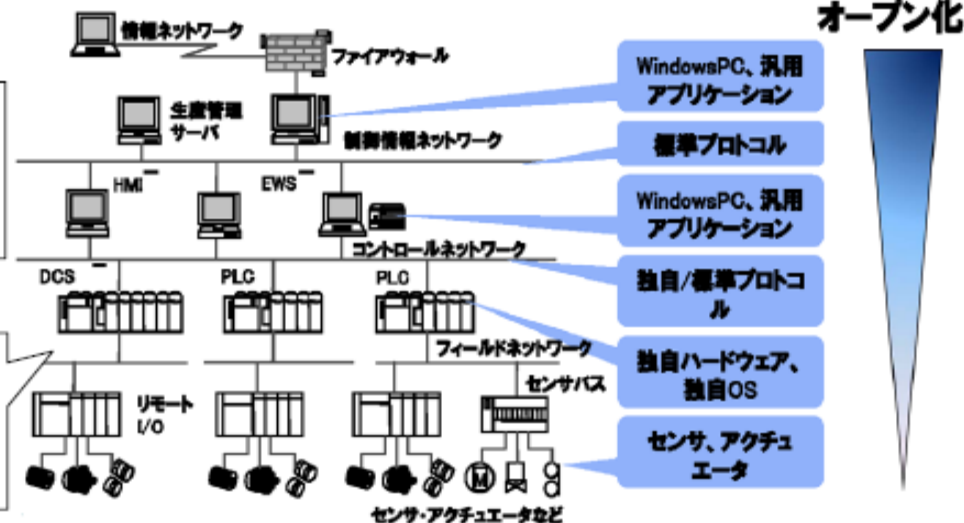 オープン化
情報ネットワーク
ファイアウォール
WindowsPC、汎用
アプリケーション
生産管理
サーバ
制御情報ネットワーク
標準プロトコル
HMI
EWS
WindowsPC、汎用
アプリケーション
コントロールネットワーク
DCS
PLC
PLC
独自/標準プロトコ
ル
フィールドネットワーク
独自ハードウェア、
独自OS
センサバス
リモート
I/O
センサ、アクチュ
エータ
M
センサ・アクチュエータなど